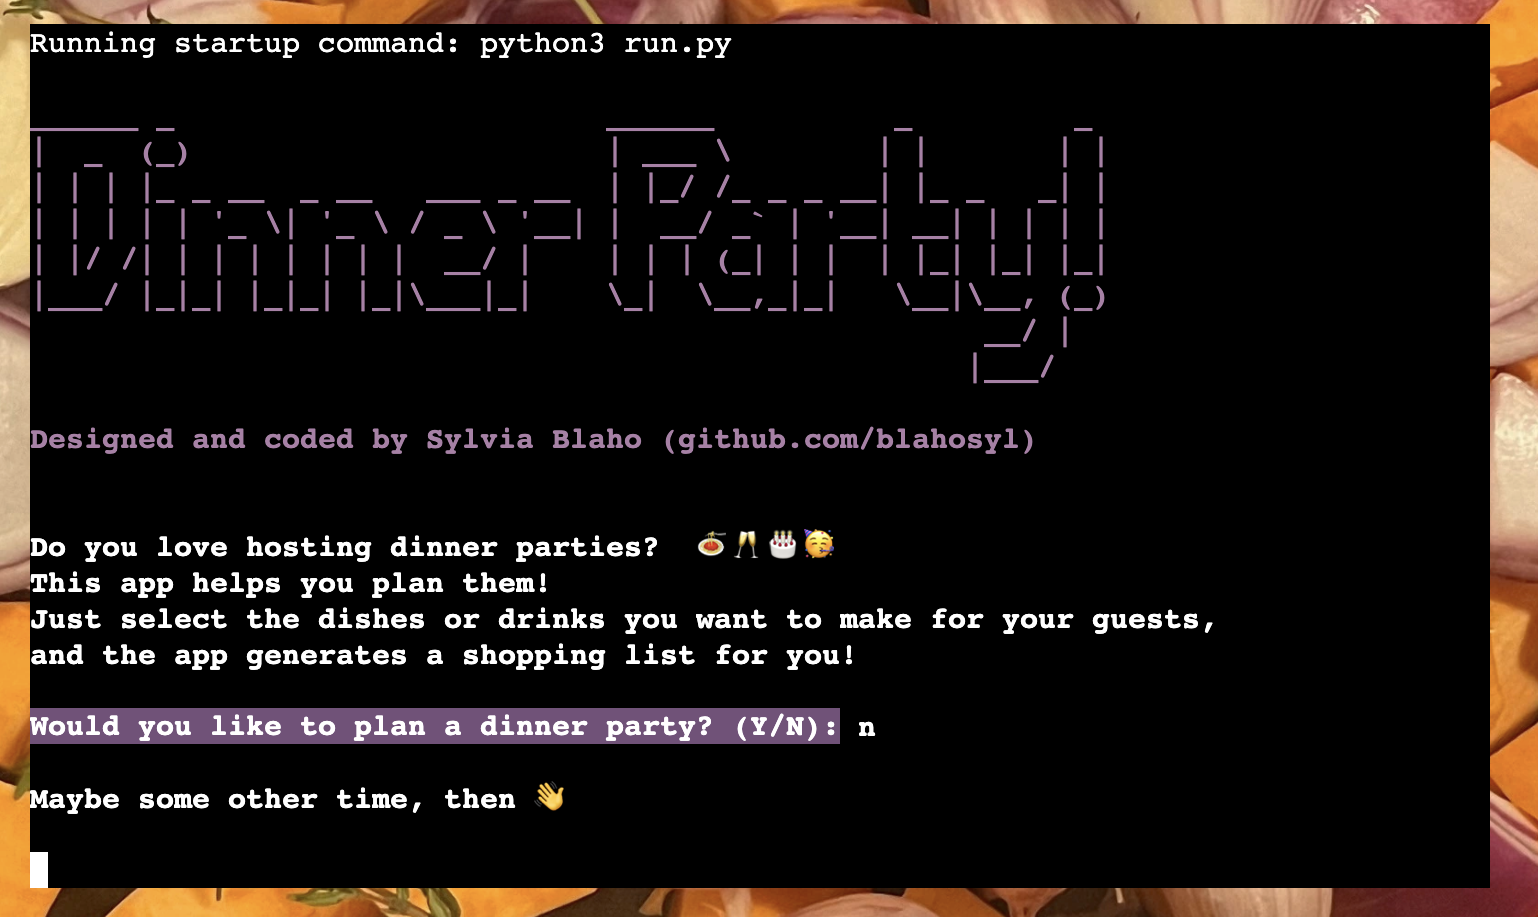 Running startup command: python3 run.py
Dinner Party!
Designed and coded by Sylvia Blaho (github.com/blahosyl)
Do you love hosting dinner parties? 🍝🥂🎂🥳
This app helps you plan them!
Just select the dishes or drinks you want to make for your guests,
and the app generates a shopping list for you!
Would you like to plan a dinner party? (Y/N): n
Maybe some other time, then 👋